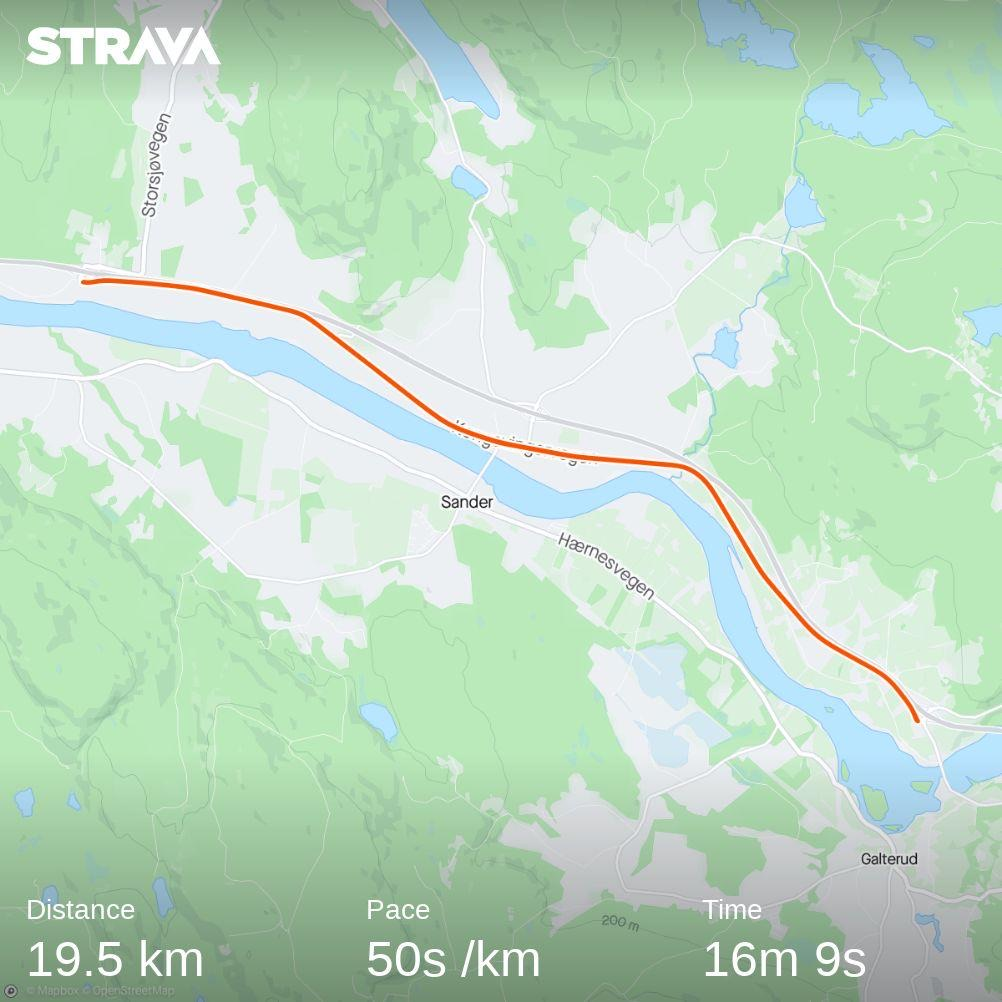 STRAVA
Storsjøvegen
Sander
Hærnesvegen
Galterud
200 m
Distance
Pace
Time
19.5 km
50s /km
16m 9s
© Mapbox © OpenStreetMap